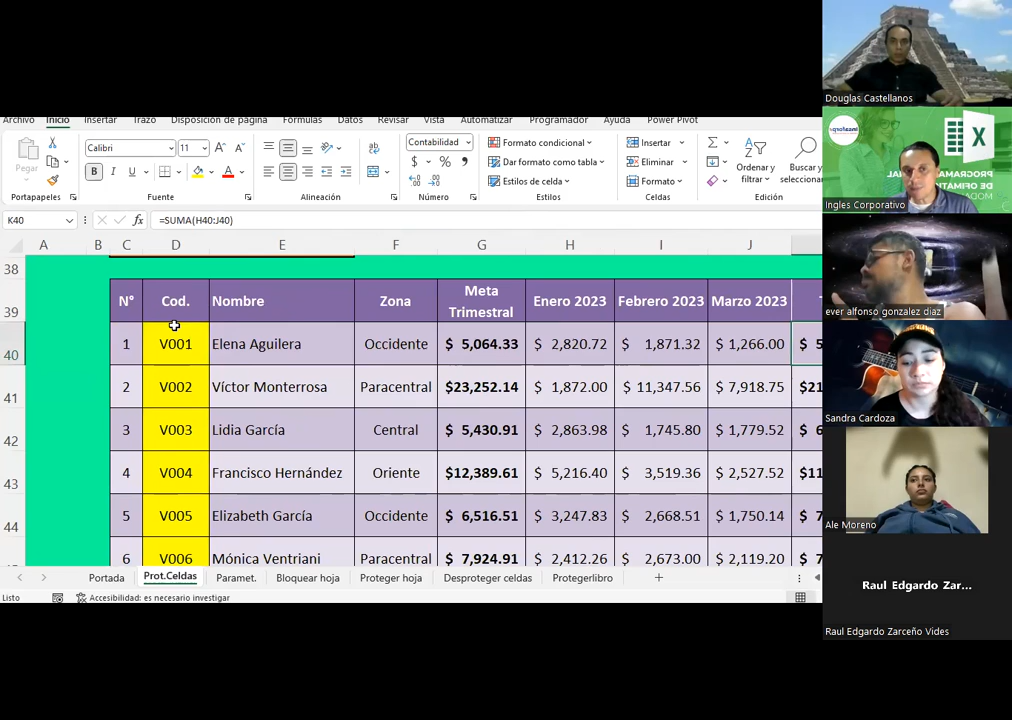 Archivo Inicio Insertar Trazo Disposición de página Fórmulas Datos Revisar Vista Automatizar Programador Ayuda Power Pivot
Pegar
Calibri 11
Contabilidad
Formato condicional
Dar formato como tabla
Estilos de celda
Insertar
Eliminar
Formato
Ordenar y filtrar
Buscar y seleccionar
Portapapeles Fuente Alineación Número Estilos Celdas Edición
K40 fx =SUMA(H40:J40)
A B C D E F G H I J
38
39 N° Cod. Nombre Zona Meta Trimestral Enero 2023 Febrero 2023 Marzo 2023
40 1 V001 Elena Aguilera Occidente $ 5,064.33 $ 2,820.72 $ 1,871.32 $ 1,266.00 $ 5
41 2 V002 Víctor Monterrosa Paracentral $23,252.14 $ 1,872.00 $ 11,347.56 $ 7,918.75 $21
42 3 V003 Lidia García Central $ 5,430.91 $ 2,863.98 $ 1,745.80 $ 1,779.52 $ 6
43 4 V004 Francisco Hernández Oriente $12,389.61 $ 5,216.40 $ 3,519.36 $ 2,527.52 $11
44 5 V005 Elizabeth García Occidente $ 6,516.51 $ 3,247.83 $ 2,668.51 $ 1,750.14 $ 7
6 V006 Mónica Ventriani Paracentral $ 7,924.91 $ 2,412.26 $ 2,673.00 $ 2,119.20 $ 7
Portada Prot.Celdas Paramet. Bloquear hoja Proteger hoja Desproteger celdas Protegerlibro
Listo Accesibilidad: es necesario investigar
Douglas Castellanos
Ingles Corporativo
ever alfonso gonzalez diaz
Sandra Cardoza
Ale Moreno
Raul Edgardo Zar...
Raul Edgardo Zarceño Vides